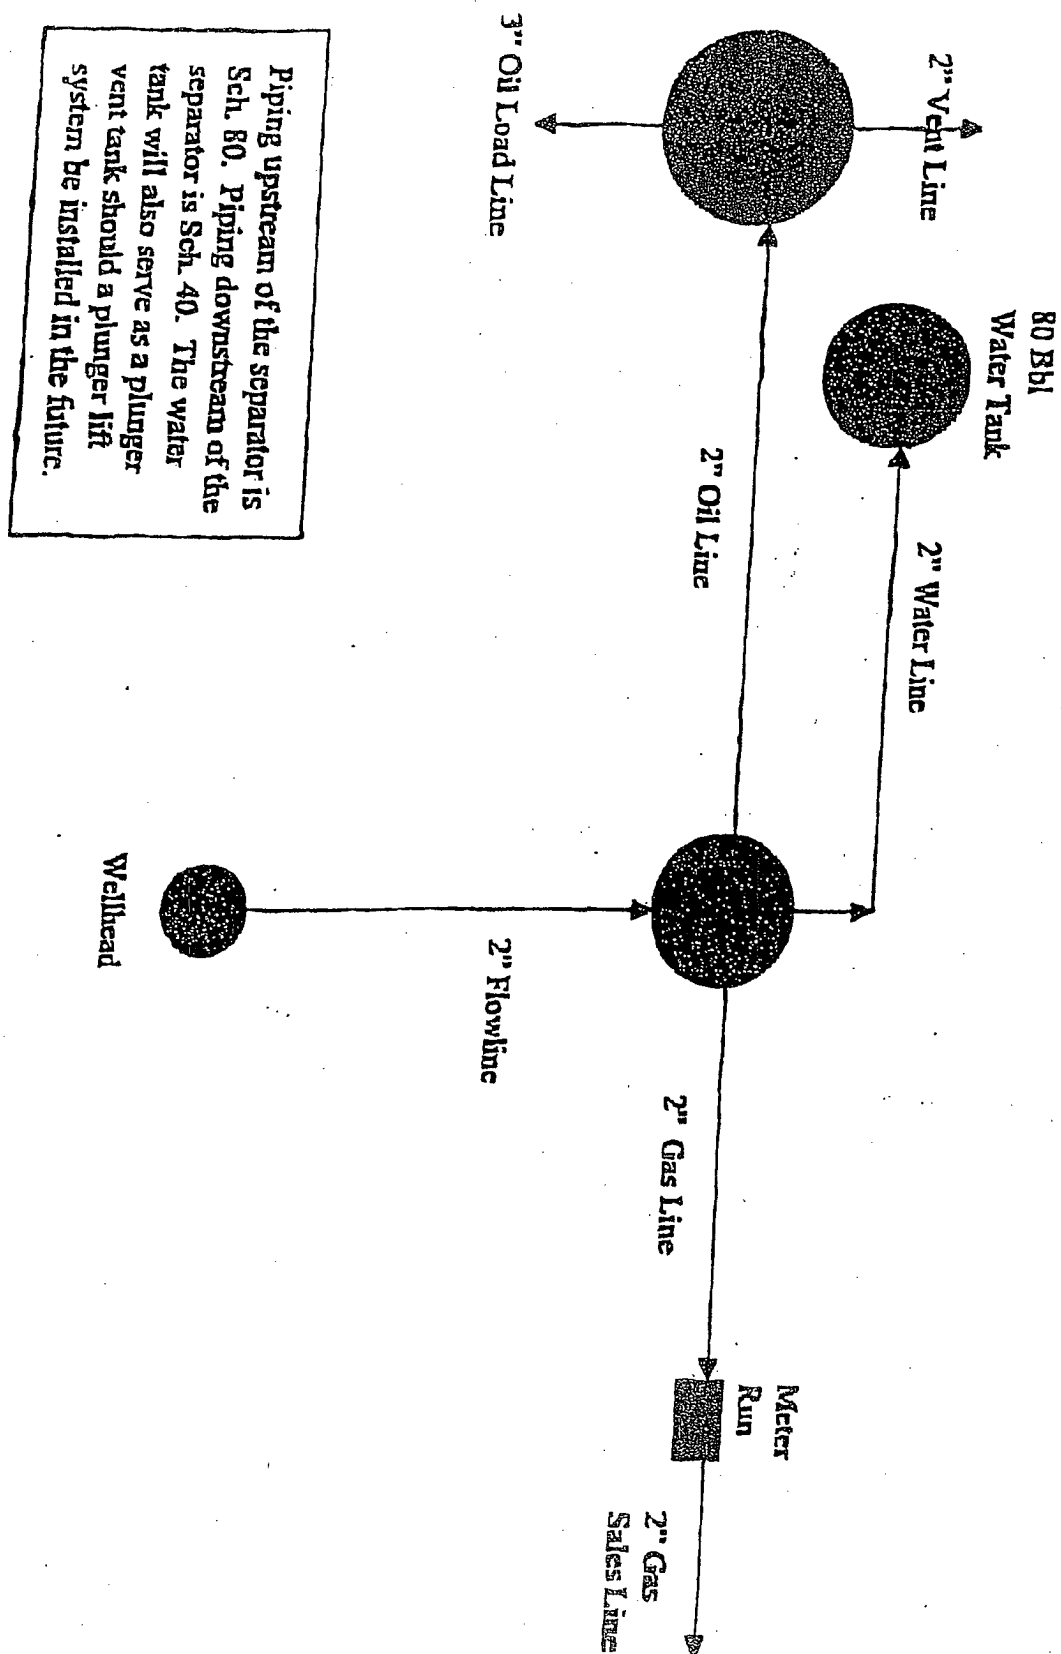 80 Bbl
Water Tank
2" Vent Line
2" Water Line
2" Oil Line
3" Oil Load Line
Meter
Run
2" Gas Line
2" Gas
Sales Line
2" Flowline
Wellhead
Piping upstream of the separator is
Sch. 80. Piping downstream of the
separator is Sch. 40. The water
tank will also serve as a plunger
vent tank should a plunger lift
system be installed in the future.